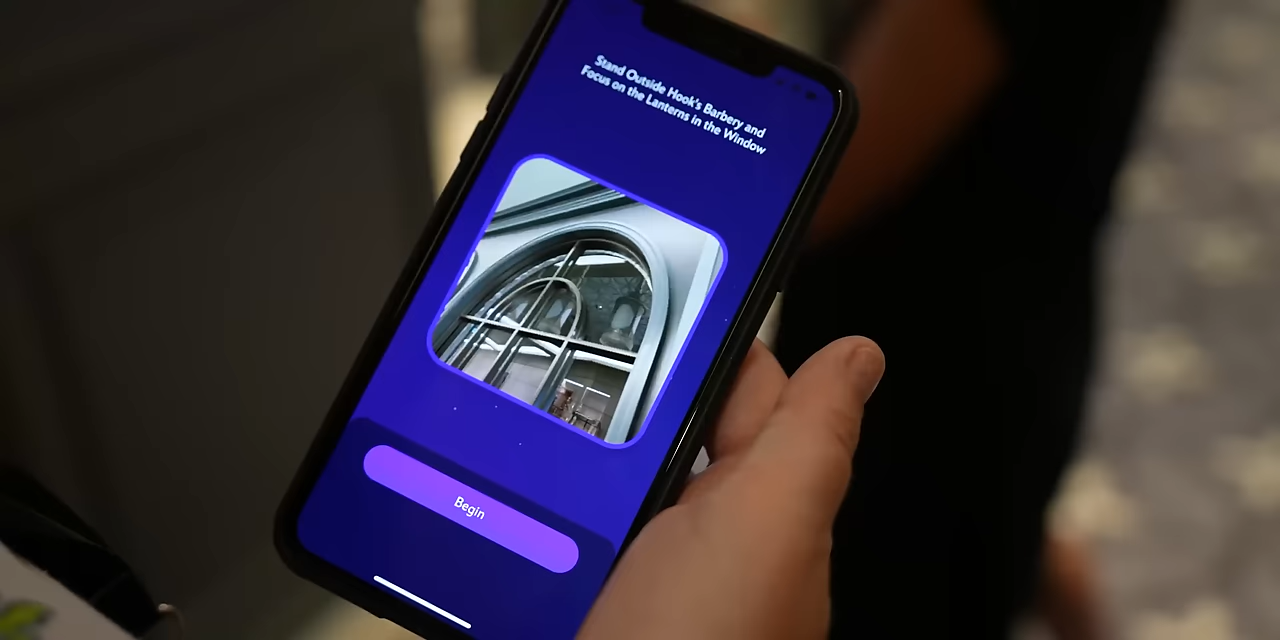 Stand Outside Hook's Barbery and
Focus on the Lanterns in the Window
Begin